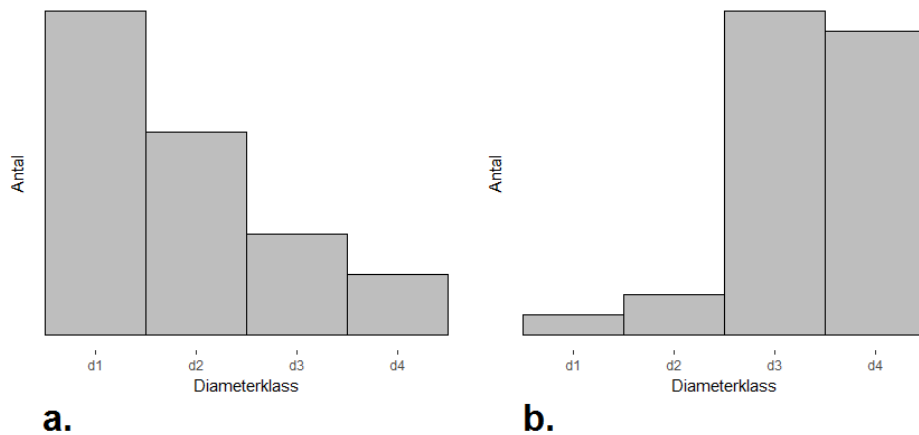 Antal
Antal
d1 d2 d3 d4
d1 d2 d3 d4
Diameterklass
Diameterklass
a.
b.